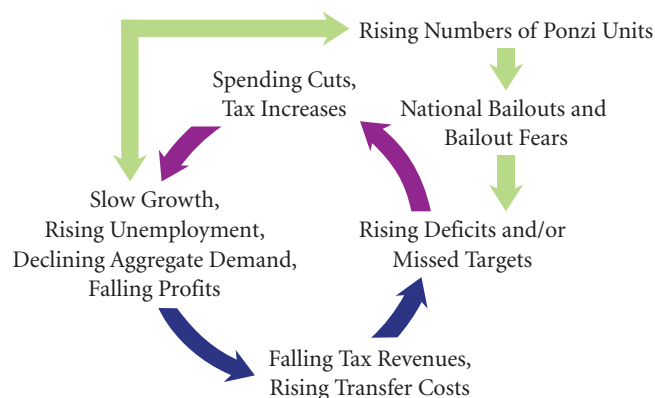 Rising Numbers of Ponzi Units
Spending Cuts,
Tax Increases
National Bailouts and
Bailout Fears
Slow Growth,
Rising Unemployment,
Declining Aggregate Demand,
Falling Profits
Rising Deficits and/or
Missed Targets
Falling Tax Revenues,
Rising Transfer Costs